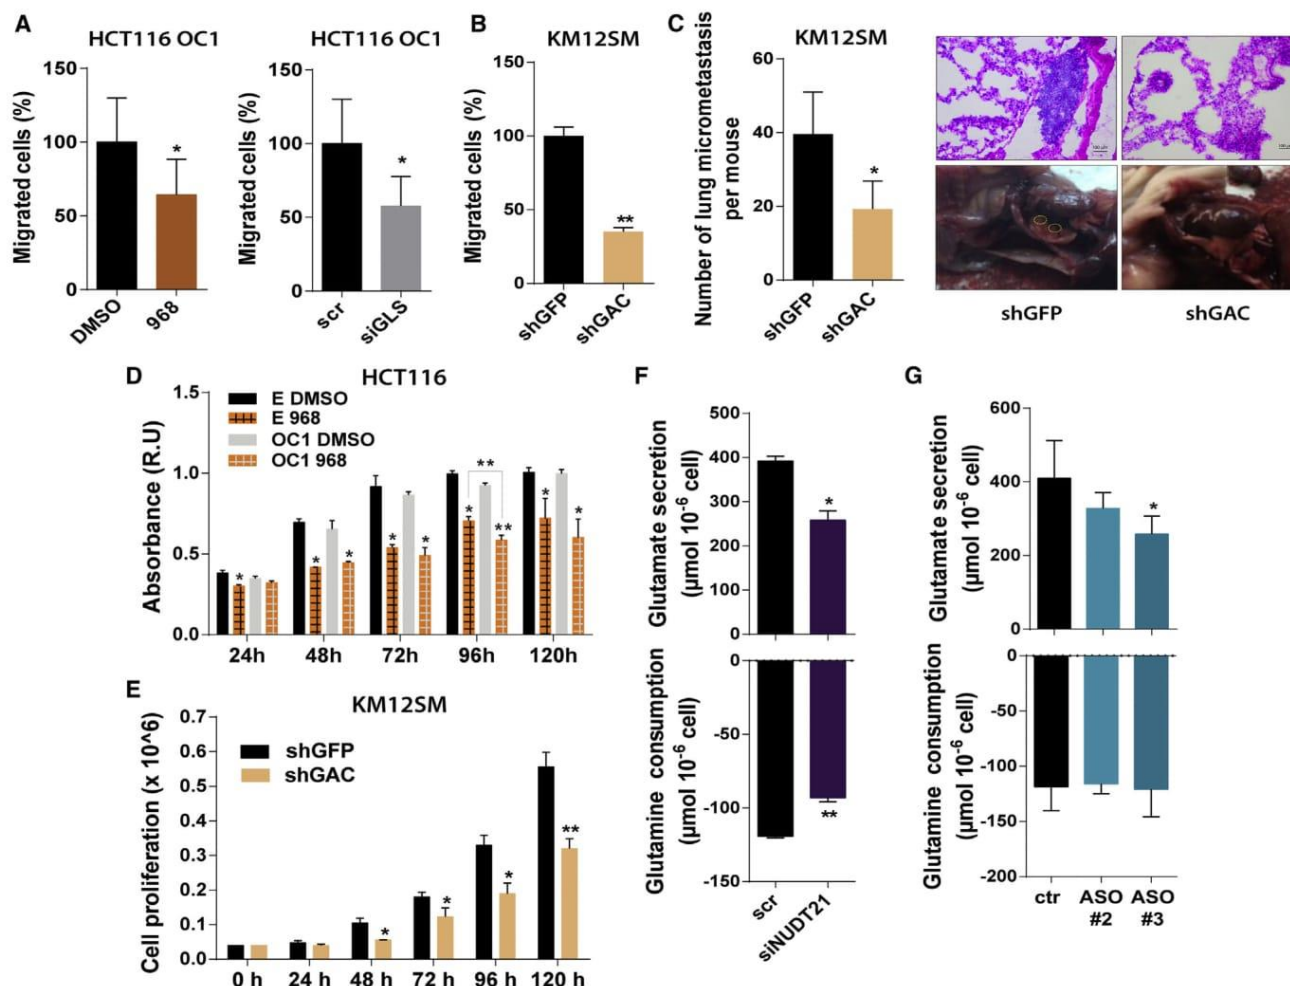 A
HCT116 OC1
Migrated cells (%)
150
100
50
0
DMSO
968
*
HCT116 OC1
Migrated cells (%)
150
100
50
0
scr
siGLS
*
B
KM12SM
Migrated cells (%)
150
100
50
0
shGFP
shGAC
**
C
KM12SM
Number of lung micrometastasis
per mouse
60
40
20
0
shGFP
shGAC
*
shGFP
shGAC
D
HCT116
E DMSO
E 968
OC1 DMSO
OC1 968
Absorbance (R.U)
1.5
1.0
0.5
0.0
*
*
*
*
*
*
**
**
*
*
24h
48h
72h
96h
120h
E
KM12SM
shGFP
shGAC
Cell proliferation (x 10^6)
0.7
0.6
0.5
0.4
0.3
0.2
0.1
0.0
*
*
*
**
0 h
24 h
48 h
72 h
96 h
120 h
F
Glutamate secretion
(μmol 10-6 cell)
500
400
300
200
100
0
*
Glutamine consumption
(μmol 10-6 cell)
0
-50
-100
-150
**
scr
siNUDT21
G
Glutamate secretion
(μmol 10-6 cell)
600
400
200
0
*
Glutamine consumption
(μmol 10-6 cell)
0
-50
-100
-150
-200
ctr
ASO
#2
ASO
#3